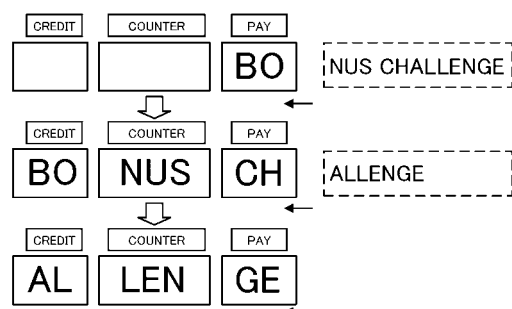 CREDIT COUNTER PAY
BO NUS CHALLENGE
CREDIT COUNTER PAY
BO NUS CH ALLENGE
CREDIT COUNTER PAY
AL LEN GE